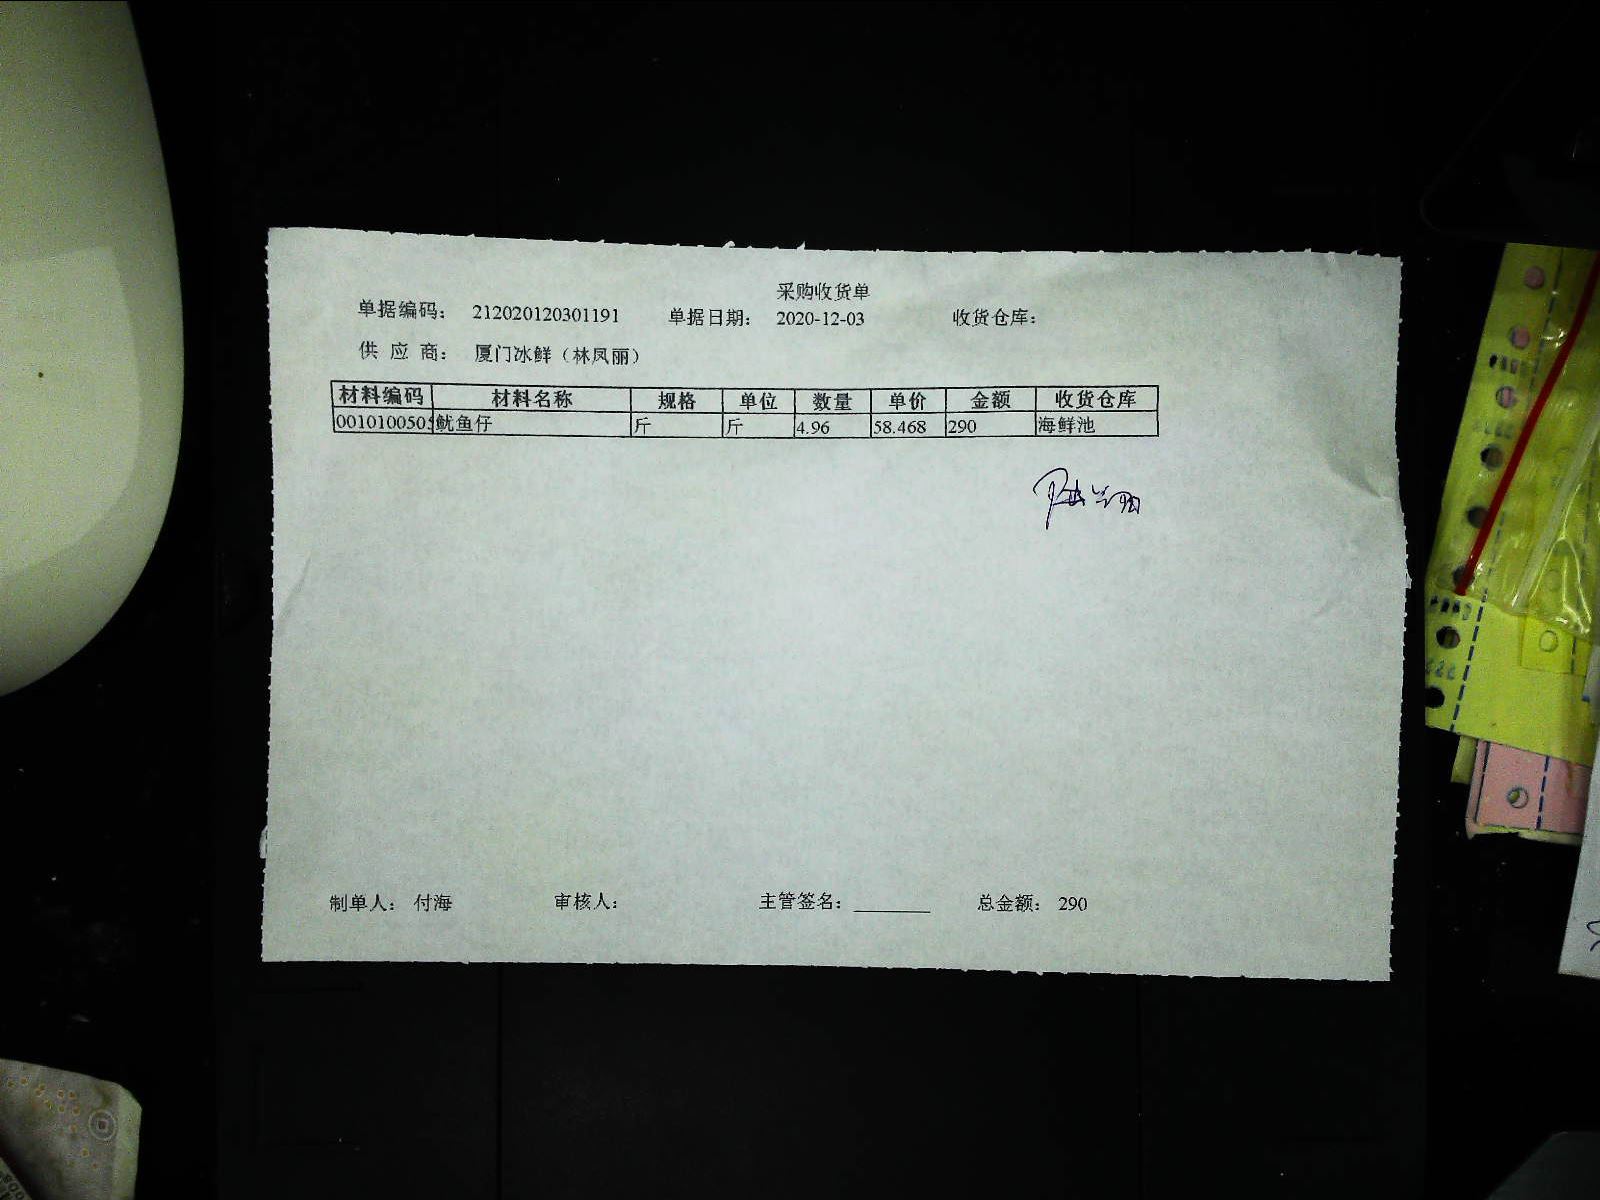 采购收货单
单据编码： 212020120301191 单据日期： 2020-12-03 收货仓库：
供 应 商： 厦门冰鲜（林凤丽）
材料编码 材料名称 规格 单位 数量 单价 金额 收货仓库
0010100505 鱿鱼仔 斤 斤 4.96 58.468 290 海鲜池
制单人： 付海 审核人： 主管签名： 总金额： 290